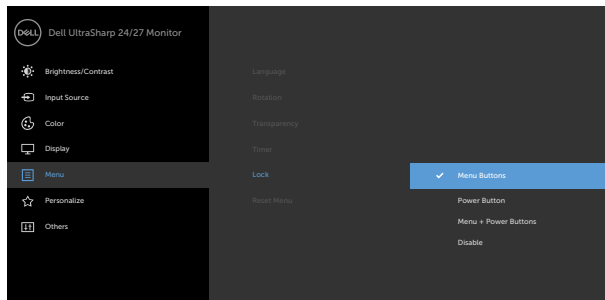 DELL Dell UltraSharp 24/27 Monitor
Brightness/Contrast Language
Input Source Rotation
Color Transparency
Display Timer
Menu Lock Menu Buttons
Personalize Reset Menu Power Button
Others Menu + Power Buttons
Disable